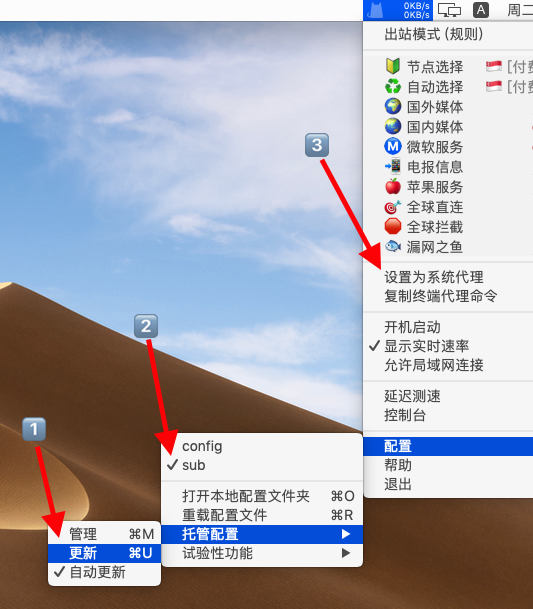 0KB/s
0KB/s
A
周二
出站模式 (规则)
节点选择 [付费
自动选择 [付费
国外媒体
国内媒体
M 微软服务
电报信息
苹果服务
全球直连
全球拦截
漏网之鱼
3
设置为系统代理
复制终端代理命令
开机启动
✓ 显示实时速率
允许局域网连接
延迟测速
控制台
配置
帮助
退出
2
config
✓ sub
打开本地配置文件夹 ⌘O
重载配置文件 ⌘R
托管配置 ▶
试验性功能 ▶
1
管理 ⌘M
更新 ⌘U
✓ 自动更新